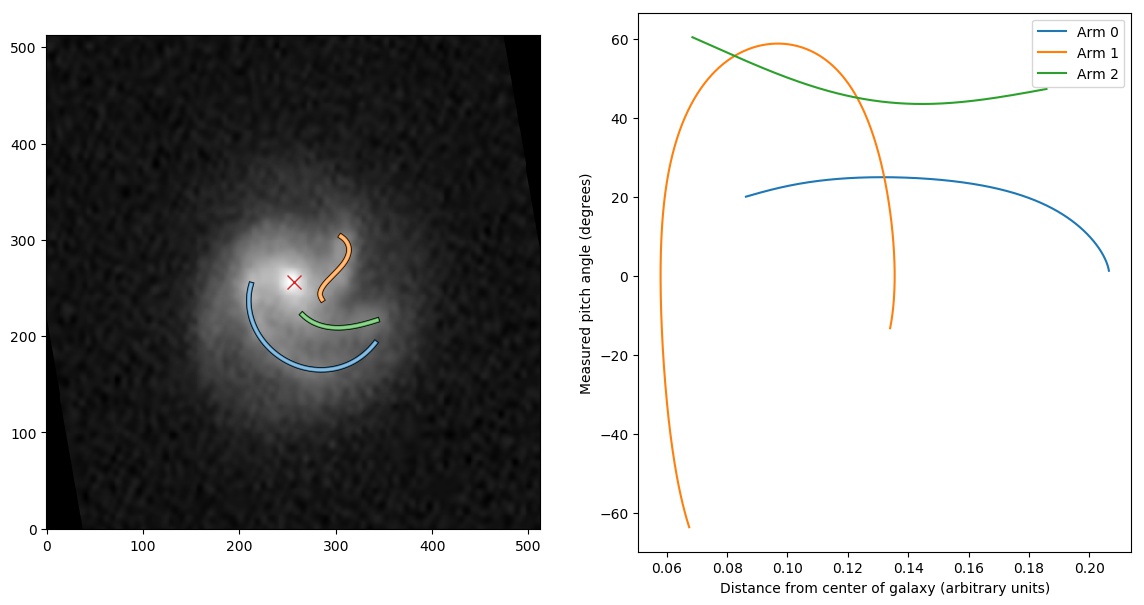 500
400
300
200
100
0
0 100 200 300 400 500
60
40
20
0
−20
−40
−60
0.06 0.08 0.10 0.12 0.14 0.16 0.18 0.20
Measured pitch angle (degrees)
Distance from center of galaxy (arbitrary units)
Arm 0
Arm 1
Arm 2